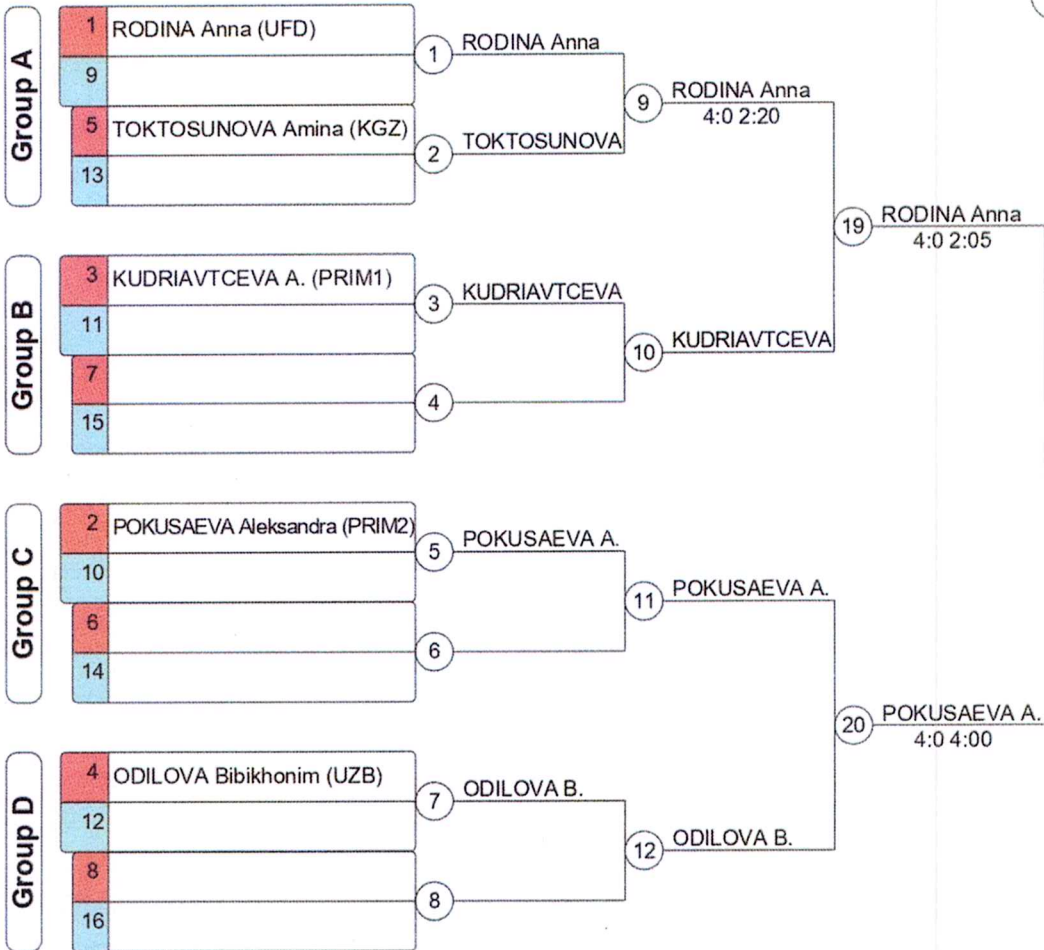 Group A
1 RODINA Anna (UFD)
9
5 TOKTOSUNOVA Amina (KGZ)
13
1 RODINA Anna
2 TOKTOSUNOVA
9 RODINA Anna
4:0 2:20
Group B
3 KUDRIAVTCEVA A. (PRIM1)
11
7
15
3 KUDRIAVTCEVA
4
10 KUDRIAVTCEVA
19 RODINA Anna
4:0 2:05
Group C
2 POKUSAEVA Aleksandra (PRIM2)
10
6
14
5 POKUSAEVA A.
6
11 POKUSAEVA A.
Group D
4 ODILOVA Bibikhonim (UZB)
12
8
16
7 ODILOVA B.
8
12 ODILOVA B.
20 POKUSAEVA A.
4:0 4:00